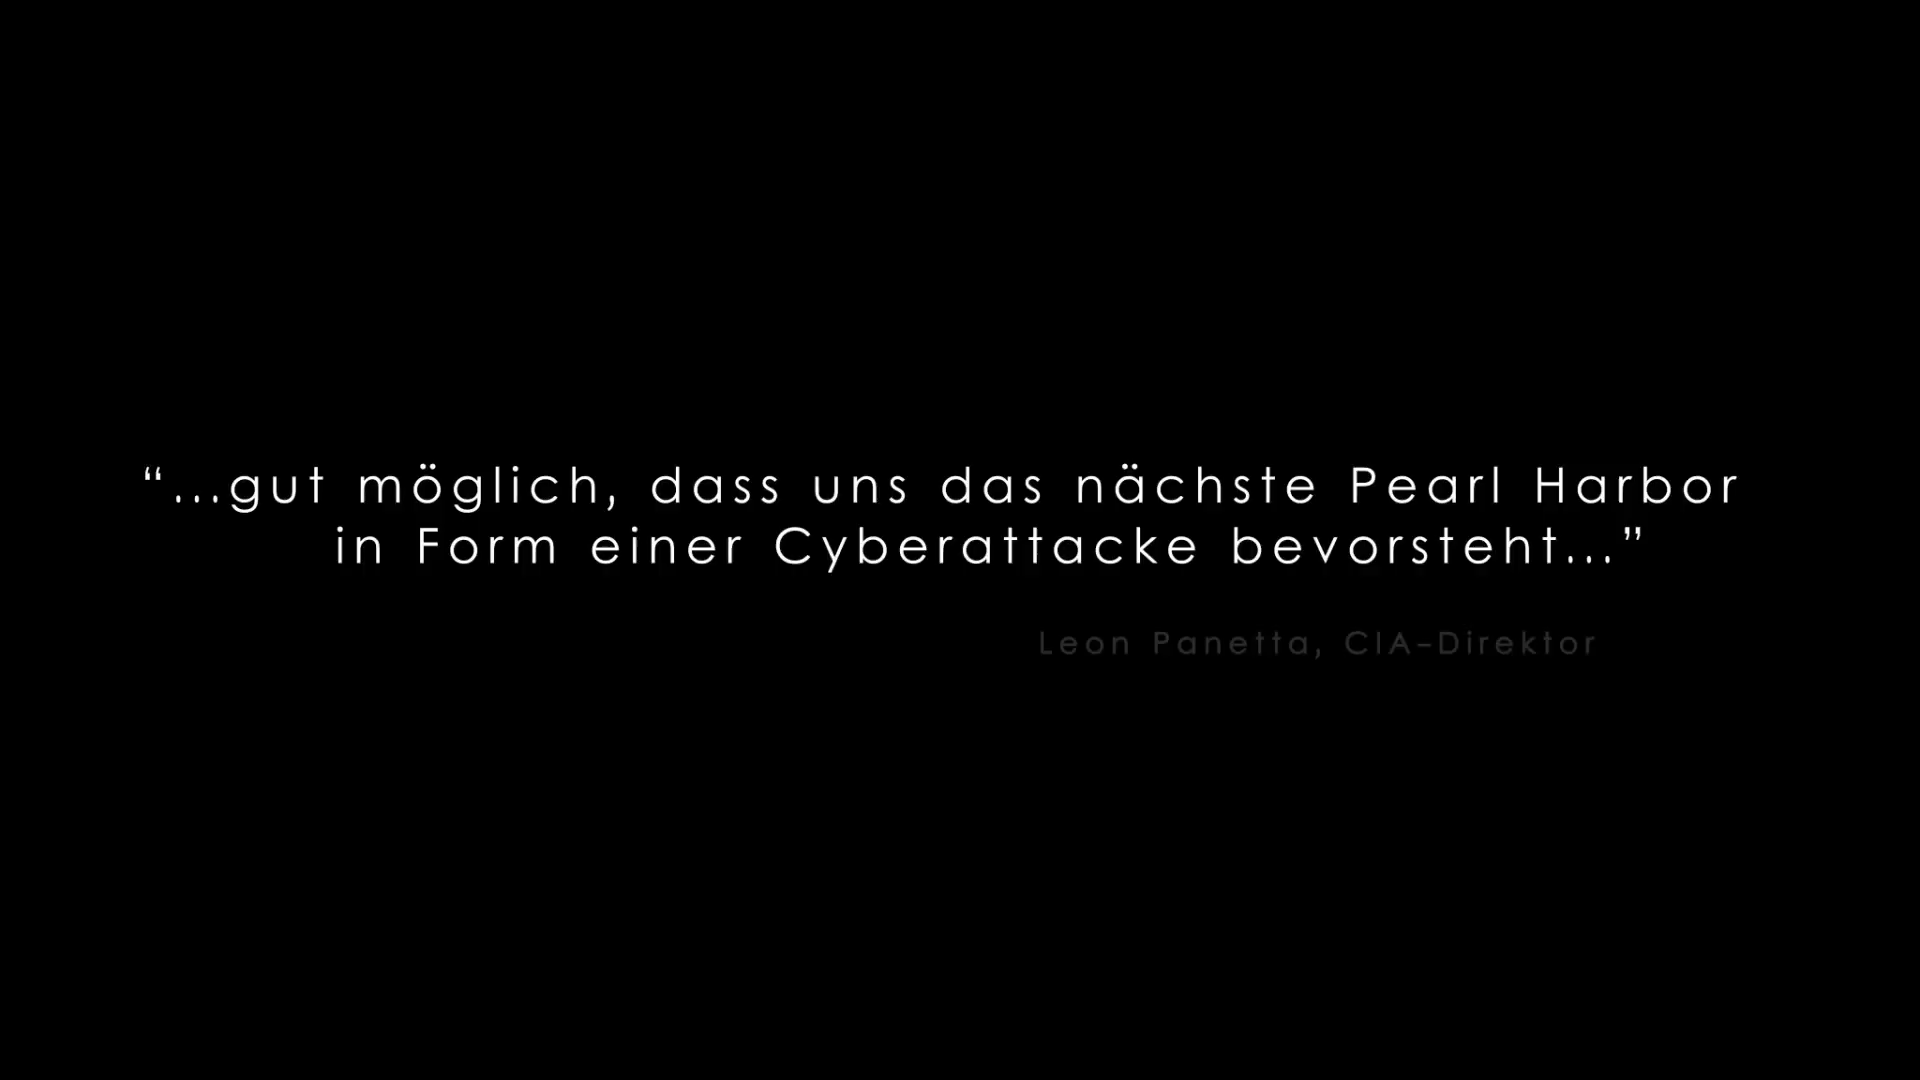 “...gut möglich, dass uns das nächste Pearl Harbor
in Form einer Cyberattacke bevorsteht...”
Leon Panetta, CIA-Direktor